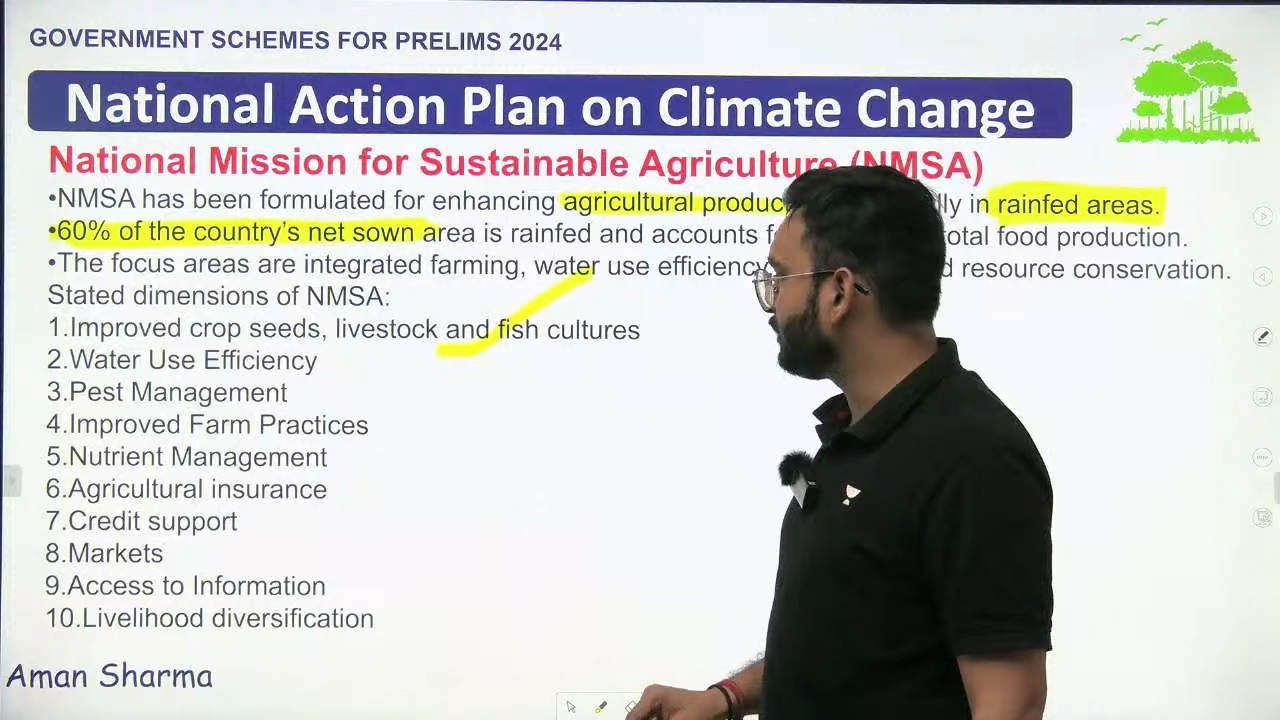 GOVERNMENT SCHEMES FOR PRELIMS 2024
National Action Plan on Climate Change
National Mission for Sustainable Agriculture (NMSA)
•NMSA has been formulated for enhancing agricultural produc lly in rainfed areas.
•60% of the country's net sown area is rainfed and accounts total food production.
•The focus areas are integrated farming, water use efficiency resource conservation.
Stated dimensions of NMSA:
1.Improved crop seeds, livestock and fish cultures
2.Water Use Efficiency
3.Pest Management
4.Improved Farm Practices
5.Nutrient Management
6.Agricultural insurance
7.Credit support
8.Markets
9.Access to Information
10.Livelihood diversification
Aman Sharma